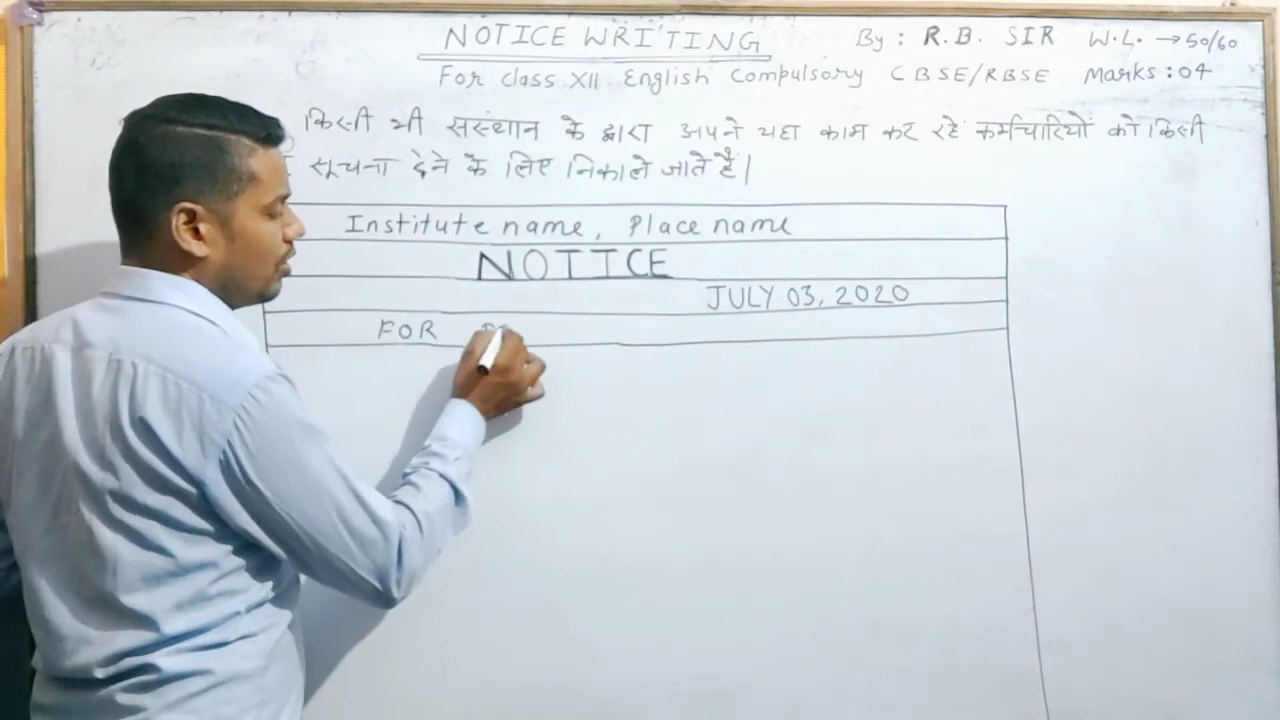 NOTICE WRITING By: R.B. SIR W.L. → 50/60
For class XII English Compulsory CBSE/RBSE Marks: 04
किसी भी संस्थान के द्वारा अपने यहा काम कर रहे कर्मचारियों को किसी
सूचना देने के लिए निकाले जाते है।
Institute name, Place name
NOTICE
JULY 03, 2020
FOR